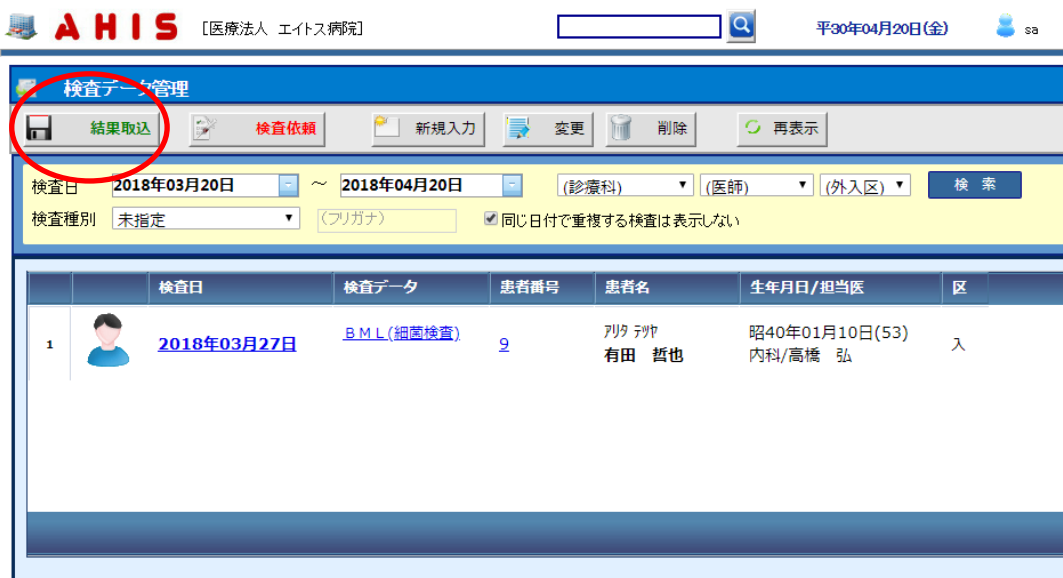 AHIS [医療法人 エイトス病院] 平30年04月20日(金) sa
検査データ管理
結果取込 検査依頼 新規入力 変更 削除 再表示
検査日 2018年03月20日 ～ 2018年04月20日 (診療科) (医師) (外入区) 検 索
検査種別 未指定 (フリガナ) 同じ日付で重複する検査は表示しない
検査日 検査データ 患者番号 患者名 生年月日/担当医 区
1 2018年03月27日 ＢＭＬ(細菌検査) 9 ｱﾘﾀ ﾃﾂﾔ 昭40年01月10日(53) 入
有田　哲也 内科/高橋　弘